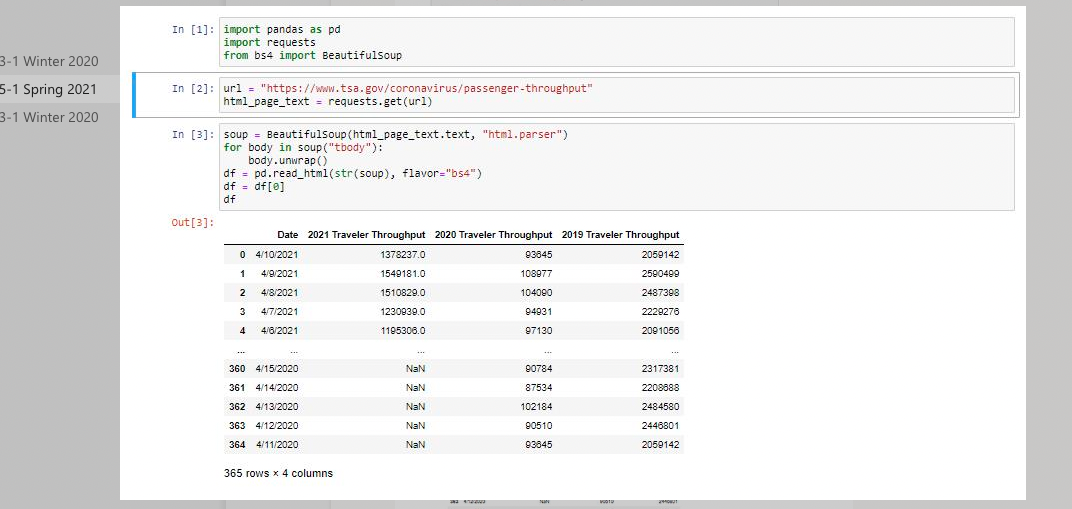 3-1 Winter 2020
5-1 Spring 2021
3-1 Winter 2020
In [1]: import pandas as pd
import requests
from bs4 import BeautifulSoup
In [2]: url = "https://www.tsa.gov/coronavirus/passenger-throughput"
html_page_text = requests.get(url)
In [3]: soup = BeautifulSoup(html_page_text.text, "html.parser")
for body in soup("tbody"):
body.unwrap()
df = pd.read_html(str(soup), flavor="bs4")
df = df[0]
df
Out[3]:
Date 2021 Traveler Throughput 2020 Traveler Throughput 2019 Traveler Throughput
0 4/10/2021 1378237.0 93645 2059142
1 4/9/2021 1549181.0 108977 2590499
2 4/8/2021 1510829.0 104090 2487398
3 4/7/2021 1230939.0 94931 2229276
4 4/6/2021 1195306.0 97130 2091056
... ... ... ... ...
360 4/15/2020 NaN 90784 2317381
361 4/14/2020 NaN 87534 2208688
362 4/13/2020 NaN 102184 2484580
363 4/12/2020 NaN 90510 2446801
364 4/11/2020 NaN 93645 2059142
365 rows × 4 columns